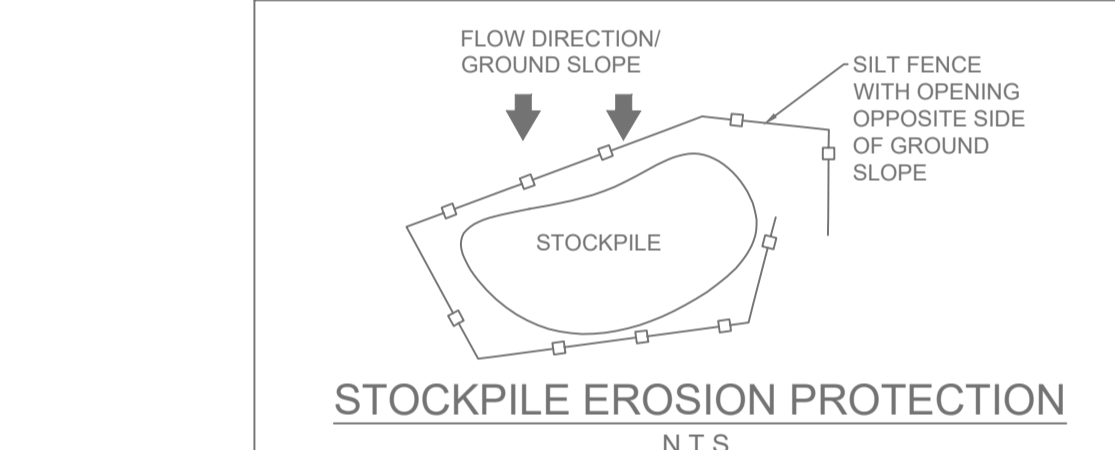 FLOW DIRECTION/
GROUND SLOPE
SILT FENCE
WITH OPENING
OPPOSITE SIDE
OF GROUND
SLOPE
STOCKPILE
STOCKPILE EROSION PROTECTION
N.T.S.